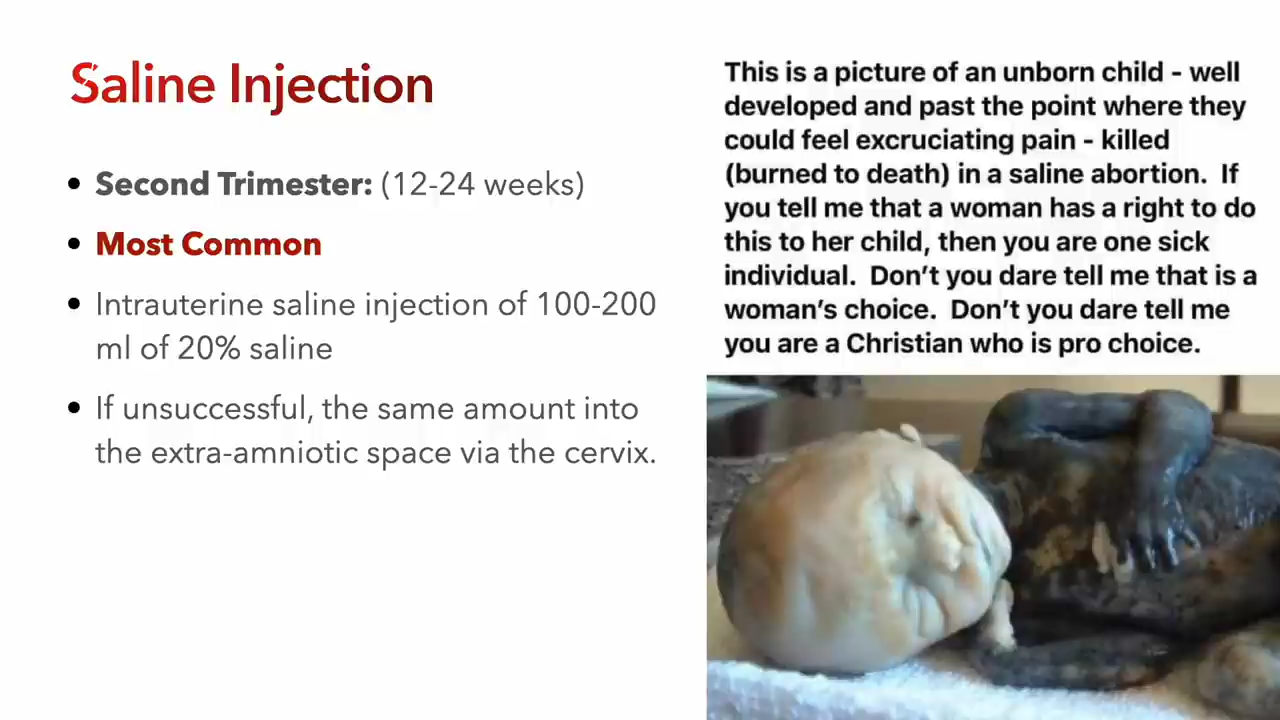 Saline Injection
• Second Trimester: (12-24 weeks)
• Most Common
• Intrauterine saline injection of 100-200
ml of 20% saline
• If unsuccessful, the same amount into
the extra-amniotic space via the cervix.
This is a picture of an unborn child - well
developed and past the point where they
could feel excruciating pain - killed
(burned to death) in a saline abortion. If
you tell me that a woman has a right to do
this to her child, then you are one sick
individual. Don't you dare tell me that is a
woman's choice. Don't you dare tell me
you are a Christian who is pro choice.